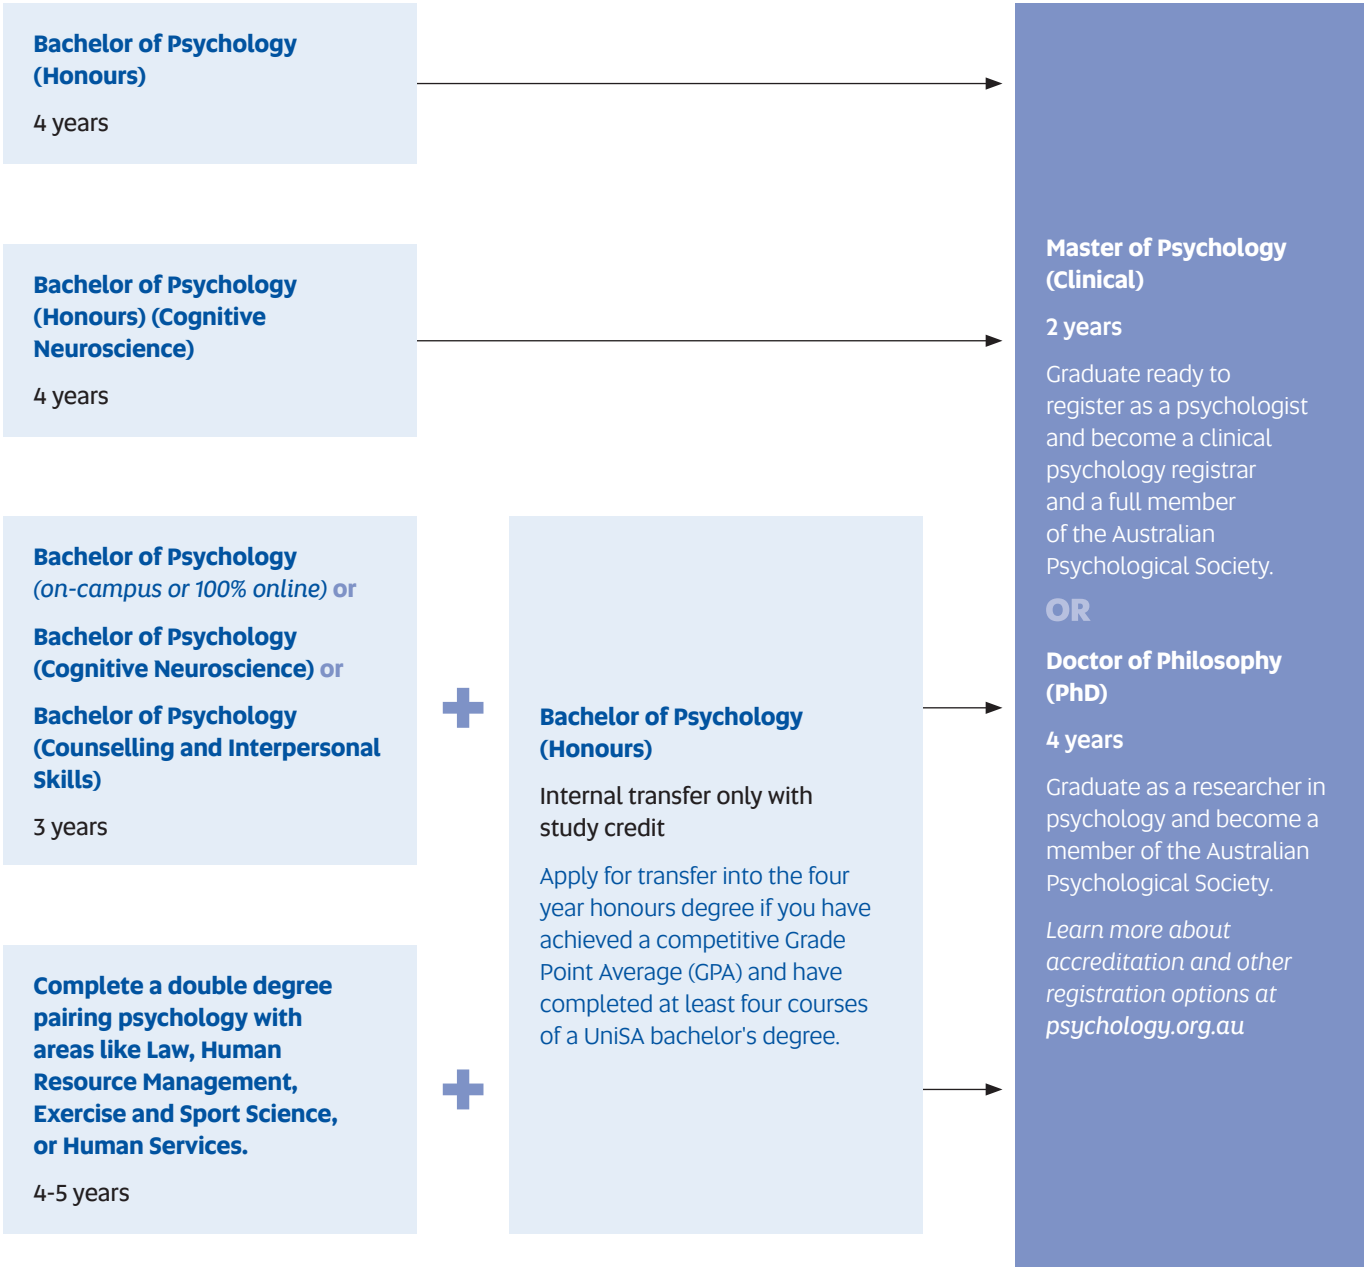 Bachelor of Psychology
(Honours)
4 years
Bachelor of Psychology
(Honours) (Cognitive
Neuroscience)
4 years
Bachelor of Psychology
(on-campus or 100% online) or
Bachelor of Psychology
(Cognitive Neuroscience) or
Bachelor of Psychology
(Counselling and Interpersonal
Skills)
3 years
Complete a double degree
pairing psychology with
areas like Law, Human
Resource Management,
Exercise and Sport Science,
or Human Services.
4-5 years
Bachelor of Psychology
(Honours)
Internal transfer only with
study credit
Apply for transfer into the four
year honours degree if you have
achieved a competitive Grade
Point Average (GPA) and have
completed at least four courses
of a UniSA bachelor's degree.
Master of Psychology
(Clinical)
2 years
Graduate ready to
register as a psychologist
and become a clinical
psychology registrar
and a full member
of the Australian
Psychological Society.
OR
Doctor of Philosophy
(PhD)
4 years
Graduate as a researcher in
psychology and become a
member of the Australian
Psychological Society.
Learn more about
accreditation and other
registration options at
psychology.org.au